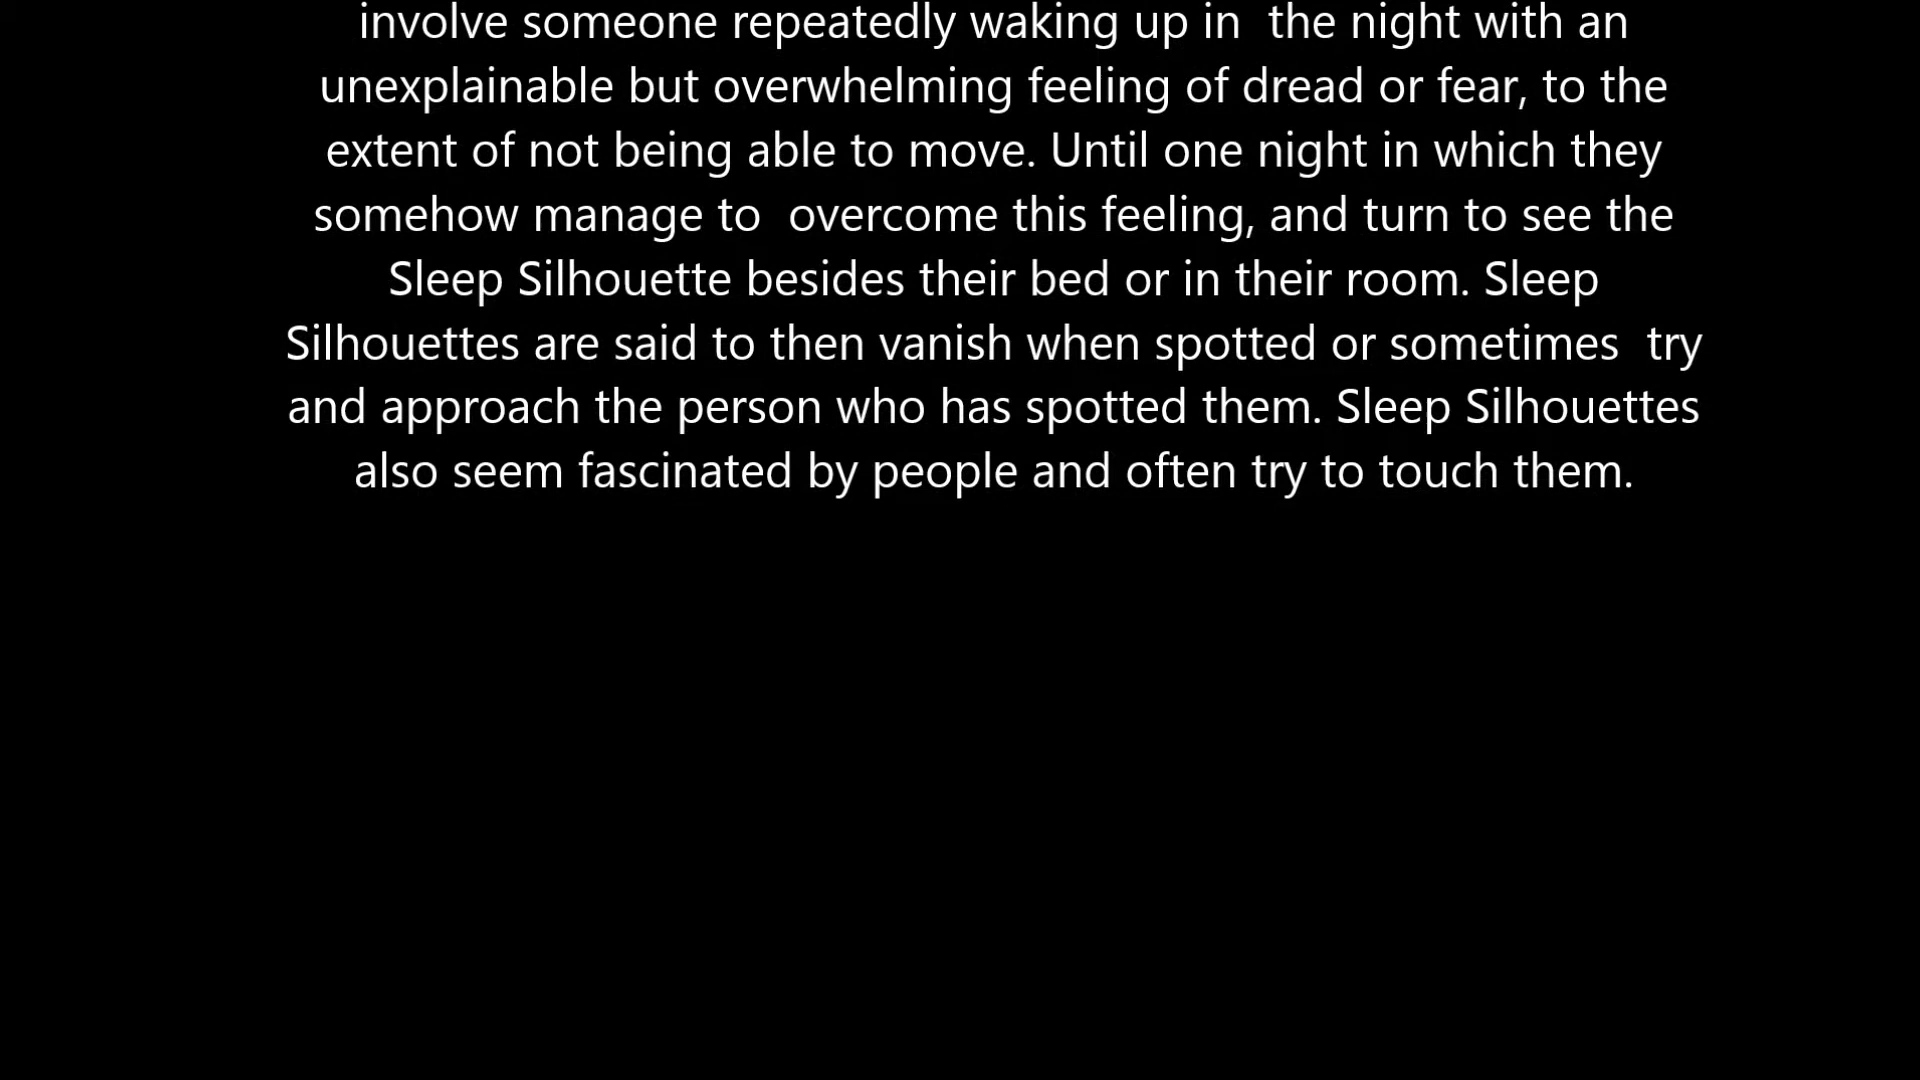 involve someone repeatedly waking up in  the night with an
unexplainable but overwhelming feeling of dread or fear, to the
extent of not being able to move. Until one night in which they
somehow manage to  overcome this feeling, and turn to see the
Sleep Silhouette besides their bed or in their room. Sleep
Silhouettes are said to then vanish when spotted or sometimes  try
and approach the person who has spotted them. Sleep Silhouettes
also seem fascinated by people and often try to touch them.